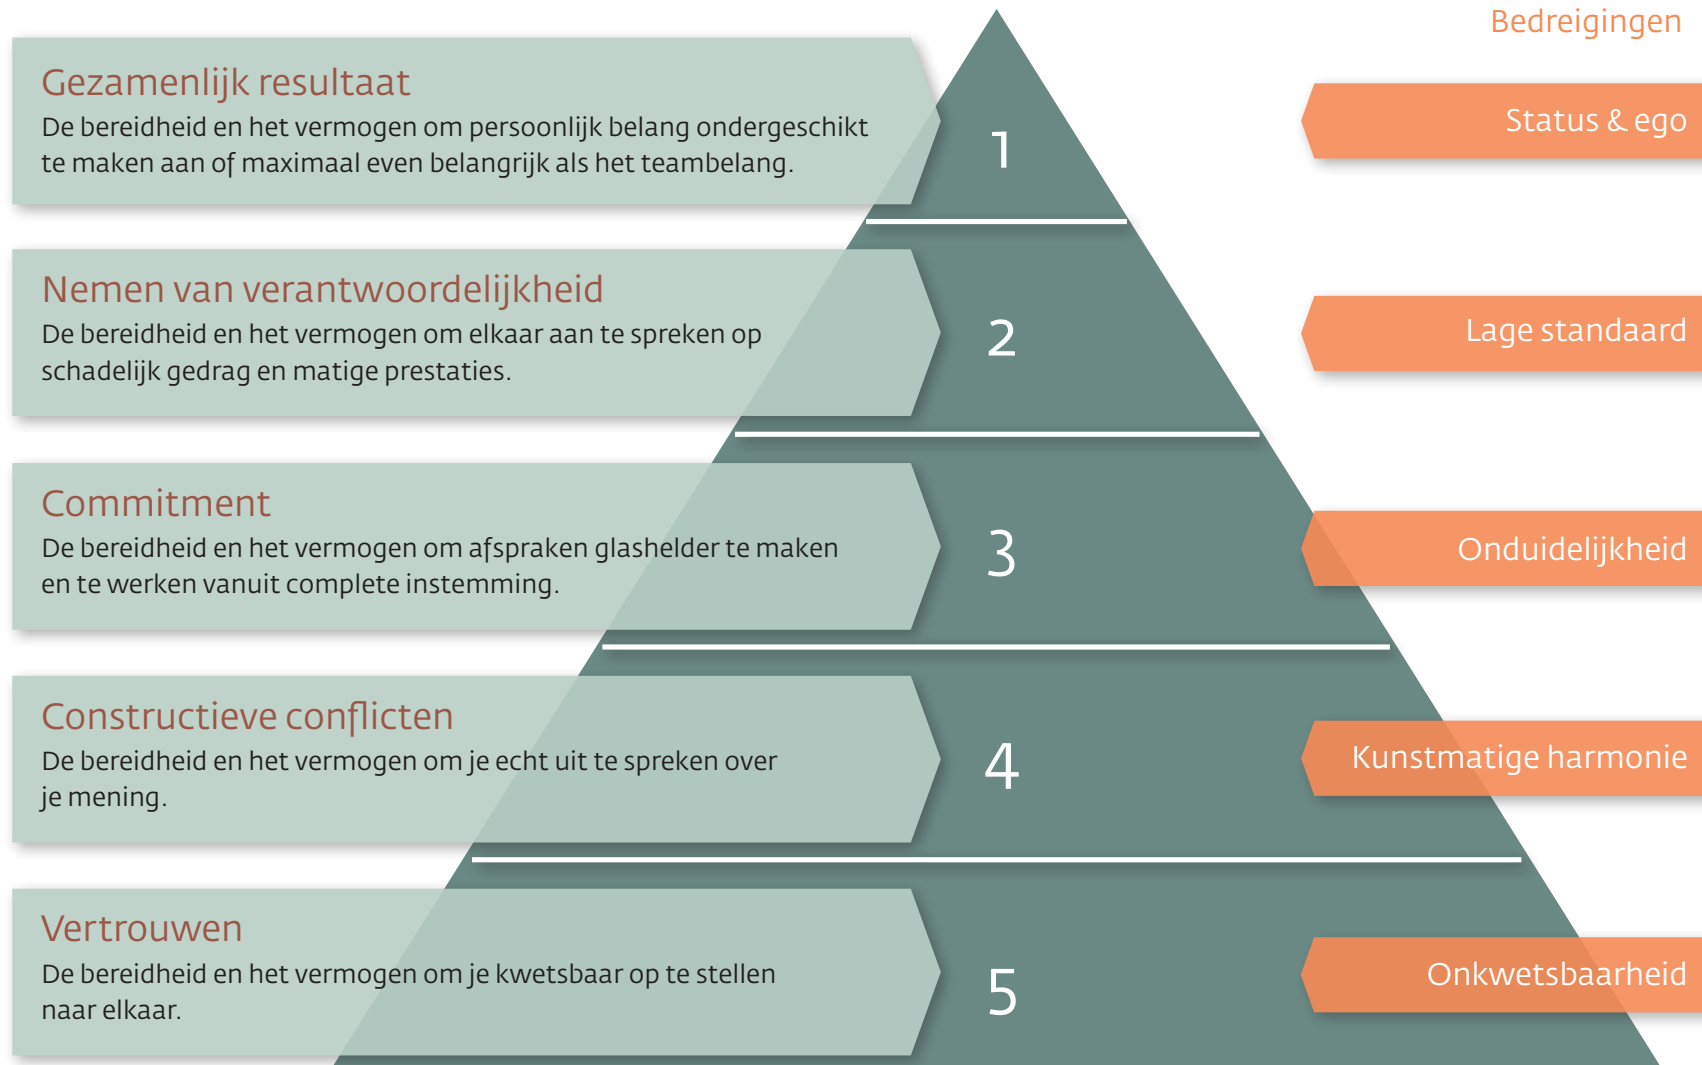 Bedreigingen
Gezamenlijk resultaat
De bereidheid en het vermogen om persoonlijk belang ondergeschikt
te maken aan of maximaal even belangrijk als het teambelang.
1
Status & ego
Nemen van verantwoordelijkheid
De bereidheid en het vermogen om elkaar aan te spreken op
schadelijk gedrag en matige prestaties.
2
Lage standaard
Commitment
De bereidheid en het vermogen om afspraken glashelder te maken
en te werken vanuit complete instemming.
3
Onduidelijkheid
Constructieve conflicten
De bereidheid en het vermogen om je echt uit te spreken over
je mening.
4
Kunstmatige harmonie
Vertrouwen
De bereidheid en het vermogen om je kwetsbaar op te stellen
naar elkaar.
5
Onkwetsbaarheid